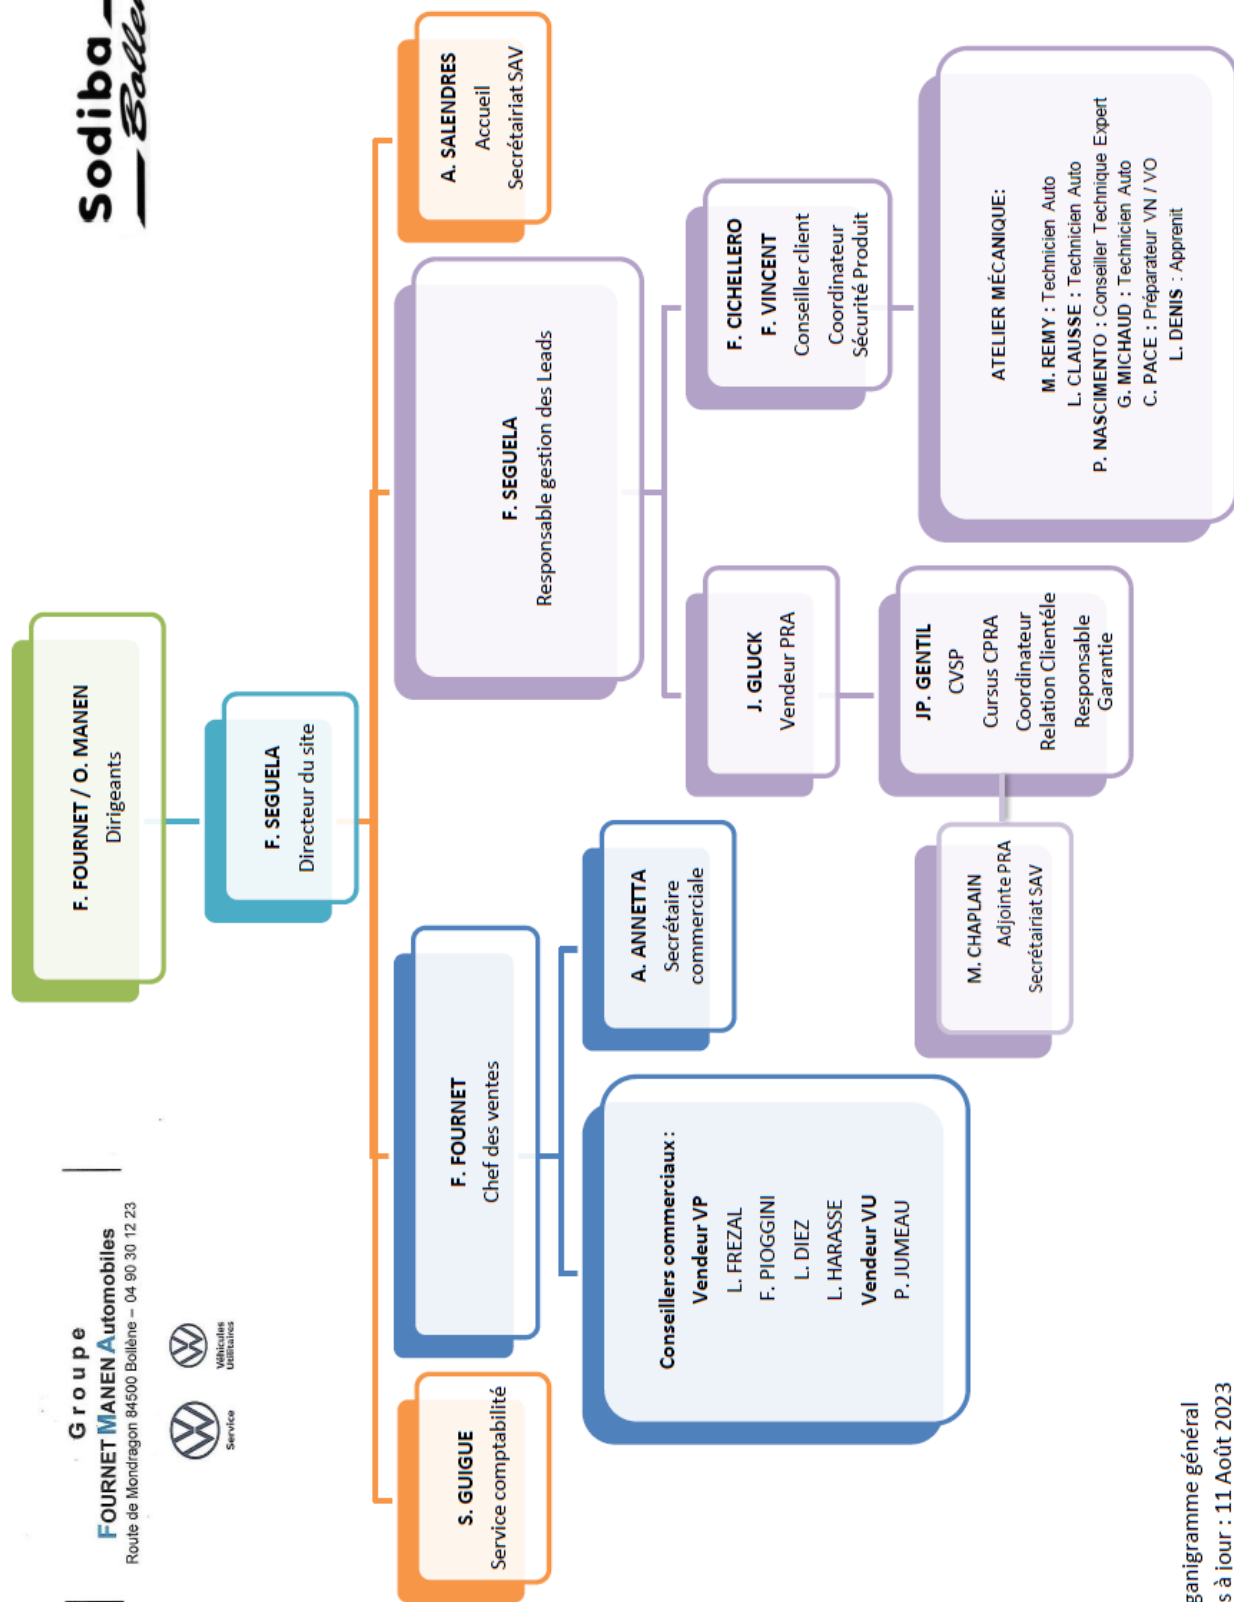 Groupe
FOURNET MANEN Automobiles
Route de Mondragon 84500 Bollène – 04 90 30 12 23
Service
Véhicules
Utilitaires
Sodiba
F. FOURNET / O. MANEN
Dirigeants
F. SEGUELA
Directeur du site
S. GUIGUE
Service comptabilité
F. FOURNET
Chef des ventes
F. SEGUELA
Responsable gestion des Leads
A. SALENDRES
Accueil
Secrétairiat SAV
Conseillers commerciaux :
Vendeur VP
L. FREZAL
F. PIOGGINI
L. DIEZ
L. HARASSE
Vendeur VU
P. JUMEAU
A. ANNETTA
Secrétaire
commerciale
J. GLUCK
Vendeur PRA
F. CICHELLERO
F. VINCENT
Conseiller client
Coordinateur
Sécurité Produit
M. CHAPLAIN
Adjointe PRA
Secrétairiat SAV
JP. GENTIL
CVSP
Cursus CPRA
Coordinateur
Relation Clientéle
Responsable
Garantie
ATELIER MÉCANIQUE:
M. REMY : Technicien Auto
L. CLAUSSE : Technicien Auto
P. NASCIMENTO : Conseiller Technique Expert
G. MICHAUD : Technicien Auto
C. PACE : Préparateur VN / VO
L. DENIS : Apprenit
ganigramme général
s à jour : 11 Août 2023